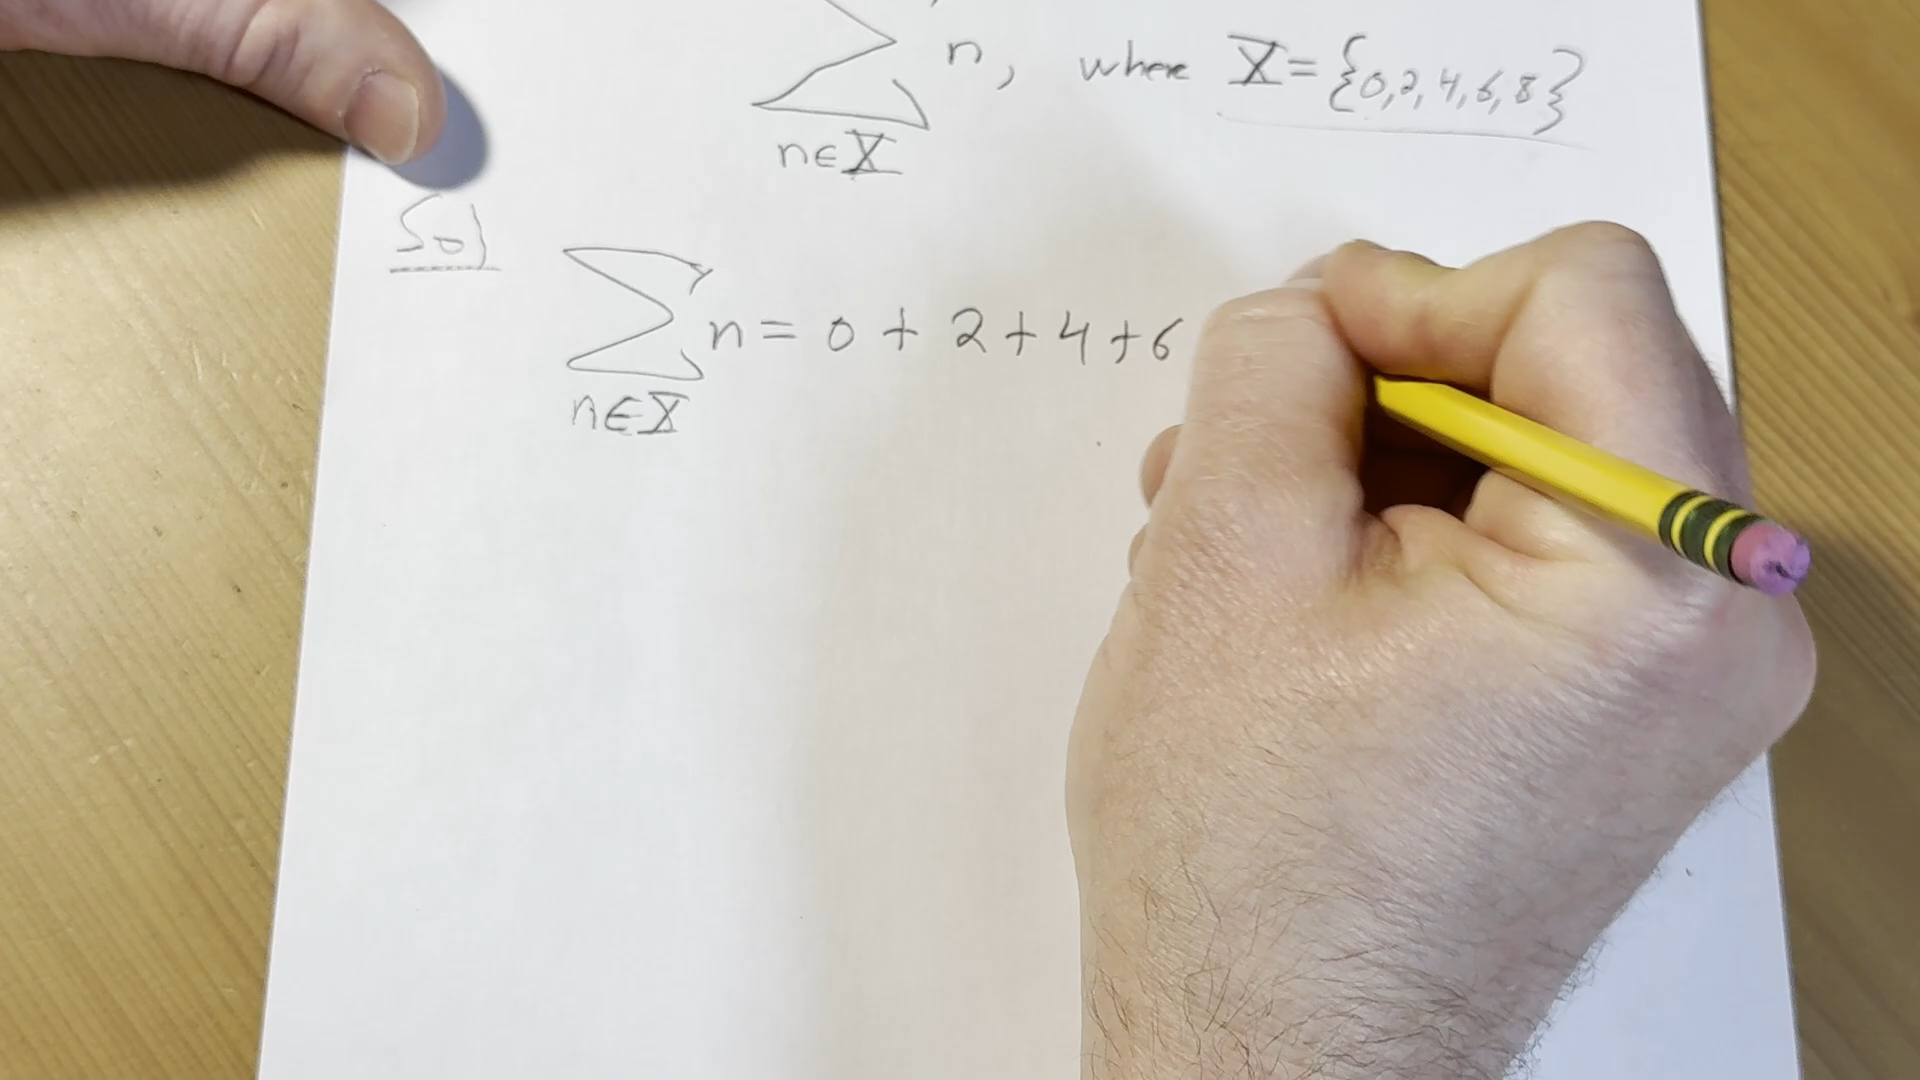 ∑ n, where X = {0,2,4,6,8}
n∈X
Sol
∑ n = 0 + 2 + 4 + 6
n∈X